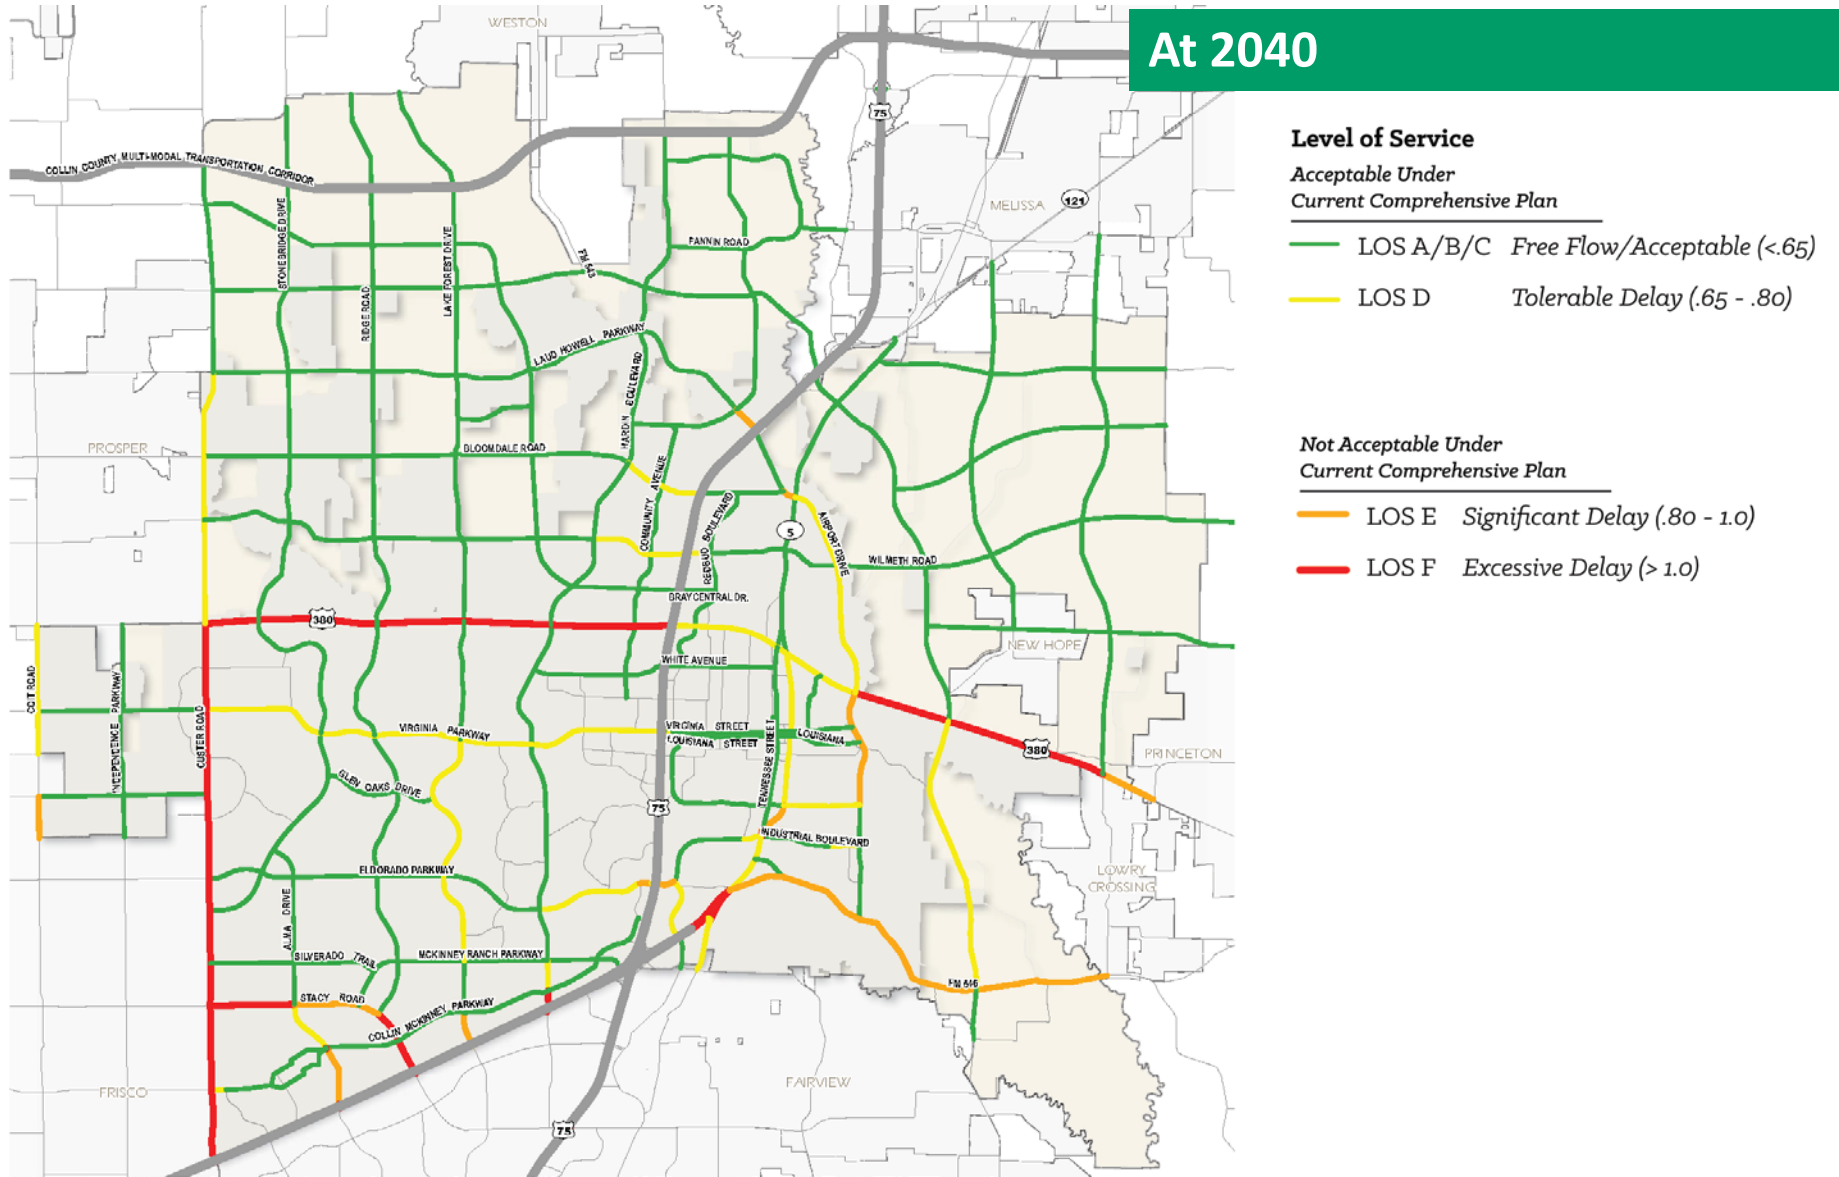 At 2040
Level of Service
Acceptable Under
Current Comprehensive Plan
LOS A/B/C Free Flow/Acceptable (<.65)
LOS D Tolerable Delay (.65 - .80)
Not Acceptable Under
Current Comprehensive Plan
LOS E Significant Delay (.80 - 1.0)
LOS F Excessive Delay (> 1.0)
WESTON
75
COLLIN COUNTY MULTI-MODAL TRANSPORTATION CORRIDOR
MELISSA
121
STONEBRIDGE DRIVE
LAKE FOREST DRIVE
FANNIN ROAD
FM 543
RIDGE ROAD
LAUD HOWELL PARKWAY
HARDIN BOULEVARD
PROSPER
BLOOMDALE ROAD
COMMUNITY AVENUE
REDBUD BOULEVARD
5
AIRPORT DRIVE
WILMETH ROAD
BRAY CENTRAL DR.
380
NEW HOPE
WHITE AVENUE
COIT ROAD
INDEPENDENCE PARKWAY
CUSTER ROAD
VIRGINIA PARKWAY
VIRGINIA STREET
LOUISIANA STREET
LOUISIANA
TENNESSEE STREET
380
PRINCETON
GLEN OAKS DRIVE
75
INDUSTRIAL BOULEVARD
ELDORADO PARKWAY
LOWRY
CROSSING
ALMA DRIVE
SILVERADO TRAIL
MCKINNEY RANCH PARKWAY
FM 546
STACY ROAD
COLLIN MCKINNEY PARKWAY
FRISCO
FAIRVIEW
75